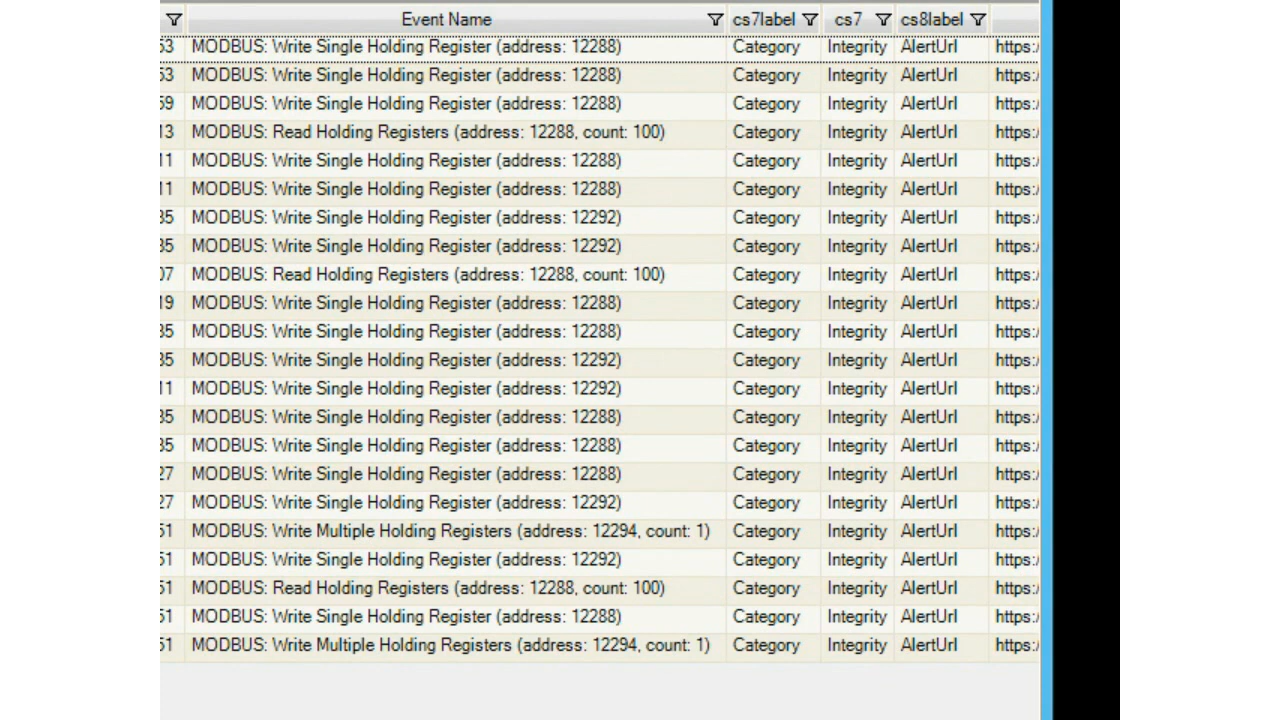 Event Name cs7label cs7 cs8label
53 MODBUS: Write Single Holding Register (address: 12288) Category Integrity AlertUrl https:/
53 MODBUS: Write Single Holding Register (address: 12288) Category Integrity AlertUrl https:/
59 MODBUS: Write Single Holding Register (address: 12288) Category Integrity AlertUrl https:/
13 MODBUS: Read Holding Registers (address: 12288, count: 100) Category Integrity AlertUrl https:/
11 MODBUS: Write Single Holding Register (address: 12288) Category Integrity AlertUrl https:/
11 MODBUS: Write Single Holding Register (address: 12288) Category Integrity AlertUrl https:/
35 MODBUS: Write Single Holding Register (address: 12292) Category Integrity AlertUrl https:/
35 MODBUS: Write Single Holding Register (address: 12292) Category Integrity AlertUrl https:/
07 MODBUS: Read Holding Registers (address: 12288, count: 100) Category Integrity AlertUrl https:/
19 MODBUS: Write Single Holding Register (address: 12288) Category Integrity AlertUrl https:/
35 MODBUS: Write Single Holding Register (address: 12288) Category Integrity AlertUrl https:/
35 MODBUS: Write Single Holding Register (address: 12292) Category Integrity AlertUrl https:/
11 MODBUS: Write Single Holding Register (address: 12292) Category Integrity AlertUrl https:/
35 MODBUS: Write Single Holding Register (address: 12288) Category Integrity AlertUrl https:/
35 MODBUS: Write Single Holding Register (address: 12288) Category Integrity AlertUrl https:/
27 MODBUS: Write Single Holding Register (address: 12288) Category Integrity AlertUrl https:/
27 MODBUS: Write Single Holding Register (address: 12292) Category Integrity AlertUrl https:/
51 MODBUS: Write Multiple Holding Registers (address: 12294, count: 1) Category Integrity AlertUrl https:/
51 MODBUS: Write Single Holding Register (address: 12292) Category Integrity AlertUrl https:/
51 MODBUS: Read Holding Registers (address: 12288, count: 100) Category Integrity AlertUrl https:/
51 MODBUS: Write Single Holding Register (address: 12288) Category Integrity AlertUrl https:/
51 MODBUS: Write Multiple Holding Registers (address: 12294, count: 1) Category Integrity AlertUrl https:/